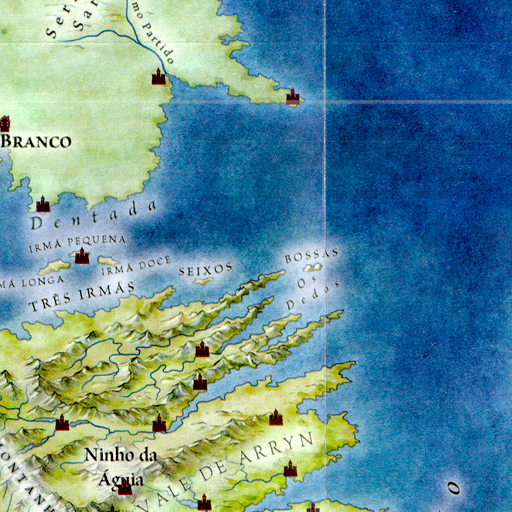 Partido
BRANCO
Dentada
IRMÃ PEQUENA
IRMÃ DOCE
SEIXOS
BOSSAS
Os
Dedos
LONGA
TRÊS IRMÃS
Ninho da
Águia
VALE DE ARRYN
O